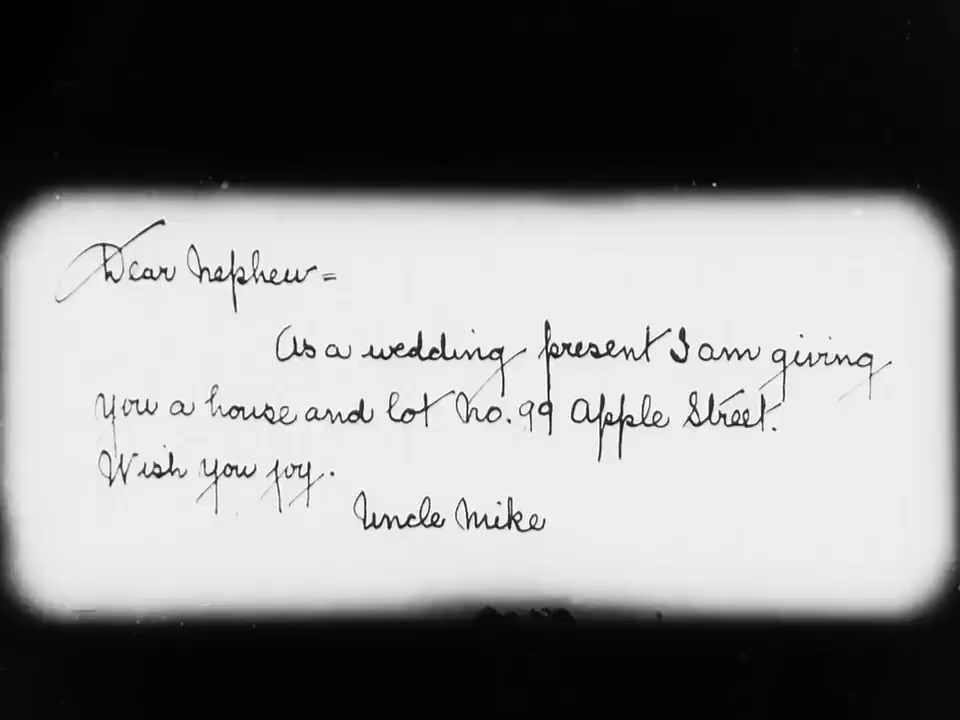 Dear Nephew=
As a wedding present I am giving
you a house and lot No. 99 Apple Street.
Wish you joy.
Uncle Mike